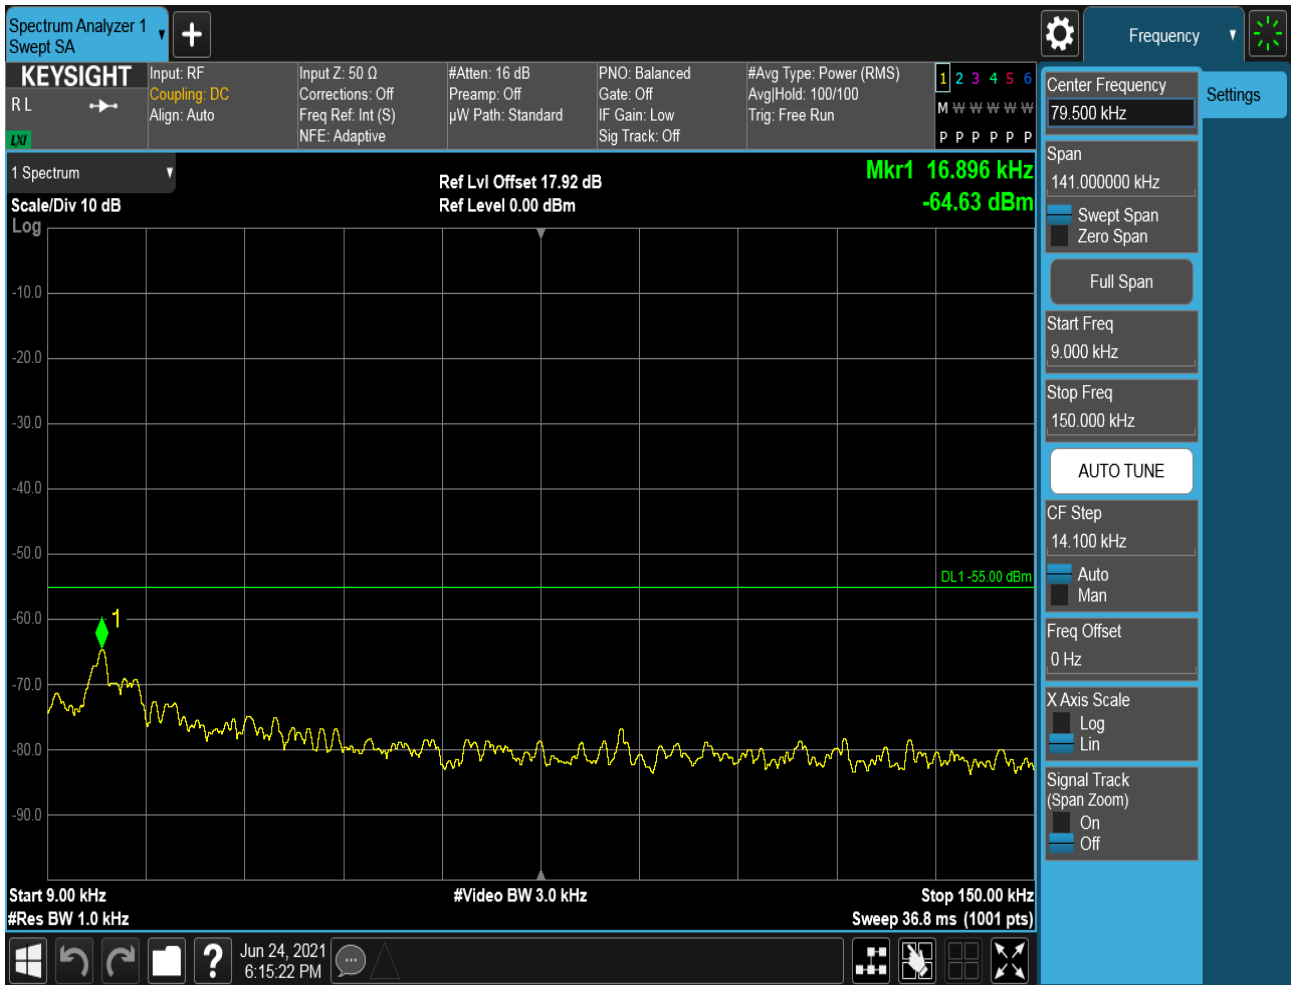 Spectrum Analyzer 1
Swept SA
Frequency
KEYSIGHT
R L
LXI
Input: RF
Coupling: DC
Align: Auto
Input Z: 50 Ω
Corrections: Off
Freq Ref: Int (S)
NFE: Adaptive
#Atten: 16 dB
Preamp: Off
µW Path: Standard
PNO: Balanced
Gate: Off
IF Gain: Low
Sig Track: Off
#Avg Type: Power (RMS)
Avg|Hold: 100/100
Trig: Free Run
1 2 3 4 5 6
M W W W W W
P P P P P P
1 Spectrum
Scale/Div 10 dB
Log
Ref Lvl Offset 17.92 dB
Ref Level 0.00 dBm
Mkr1 16.896 kHz
-64.63 dBm
-10.0
-20.0
-30.0
-40.0
-50.0
DL1 -55.00 dBm
-60.0
1
-70.0
-80.0
-90.0
Start 9.00 kHz
#Res BW 1.0 kHz
#Video BW 3.0 kHz
Stop 150.00 kHz
Sweep 36.8 ms (1001 pts)
Jun 24, 2021
6:15:22 PM
Center Frequency
79.500 kHz
Settings
Span
141.000000 kHz
Swept Span
Zero Span
Full Span
Start Freq
9.000 kHz
Stop Freq
150.000 kHz
AUTO TUNE
CF Step
14.100 kHz
Auto
Man
Freq Offset
0 Hz
X Axis Scale
Log
Lin
Signal Track
(Span Zoom)
On
Off